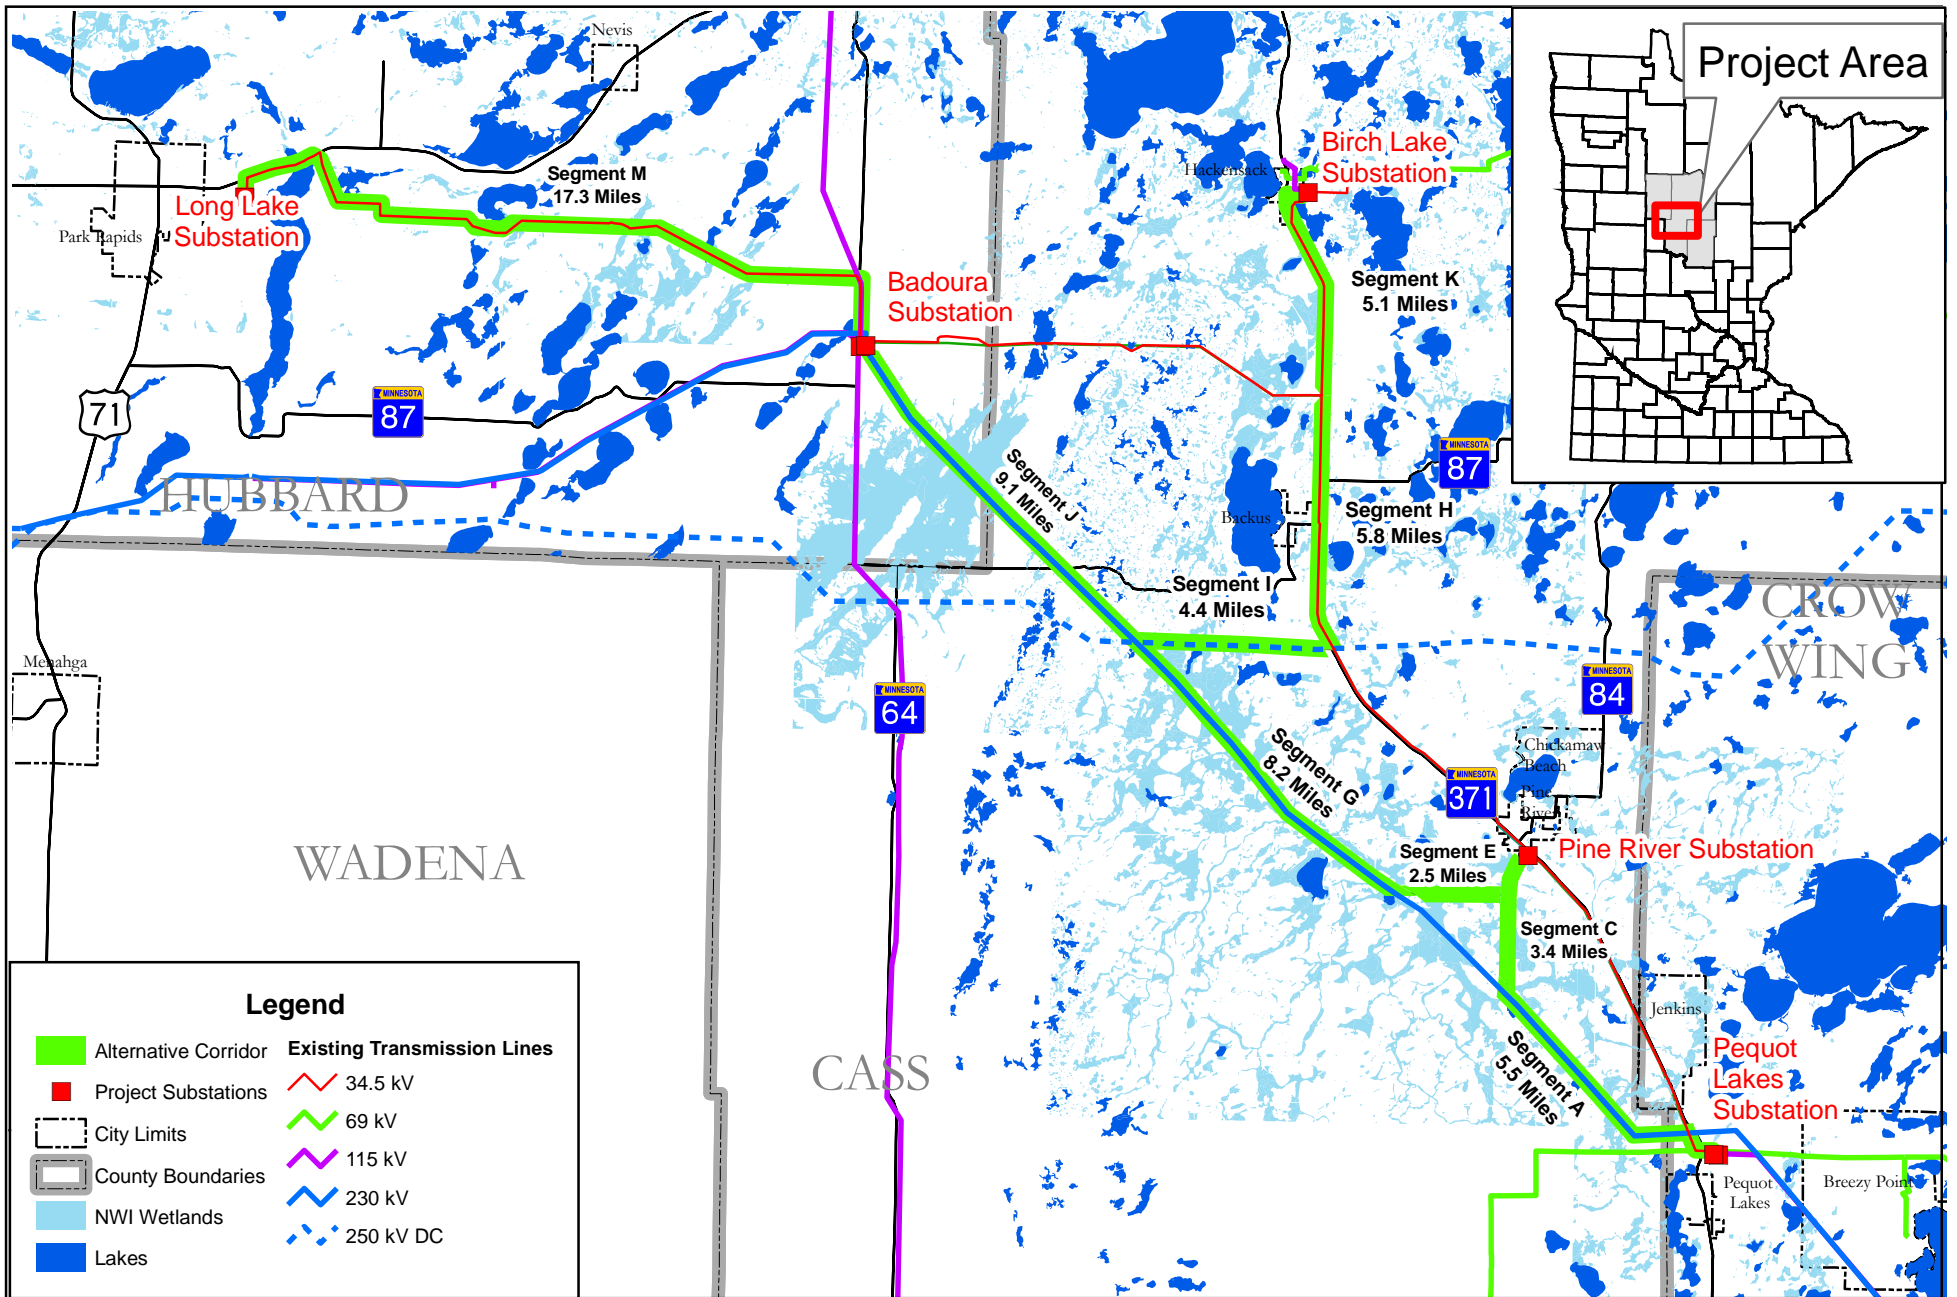 Nevis
Project Area
Hackensack
Birch Lake
Substation
Segment M
17.3 Miles
Long Lake
Substation
Park Rapids
Badoura
Substation
Segment K
5.1 Miles
71
MINNESOTA
87
MINNESOTA
87
HUBBARD
Segment J
9.1 Miles
Backus
Segment H
5.8 Miles
Segment I
4.4 Miles
CROW
WING
Menahga
MINNESOTA
64
MINNESOTA
84
Segment G
8.2 Miles
Chickamaw
Beach
MINNESOTA
371
Pine
River
Segment E
2.5 Miles
Pine River Substation
WADENA
Segment C
3.4 Miles
Jenkins
CASS
Segment A
5.5 Miles
Pequot
Lakes
Substation
Pequot
Lakes
Breezy Point
Legend
Alternative Corridor
Project Substations
City Limits
County Boundaries
NWI Wetlands
Lakes
Existing Transmission Lines
34.5 kV
69 kV
115 kV
230 kV
250 kV DC